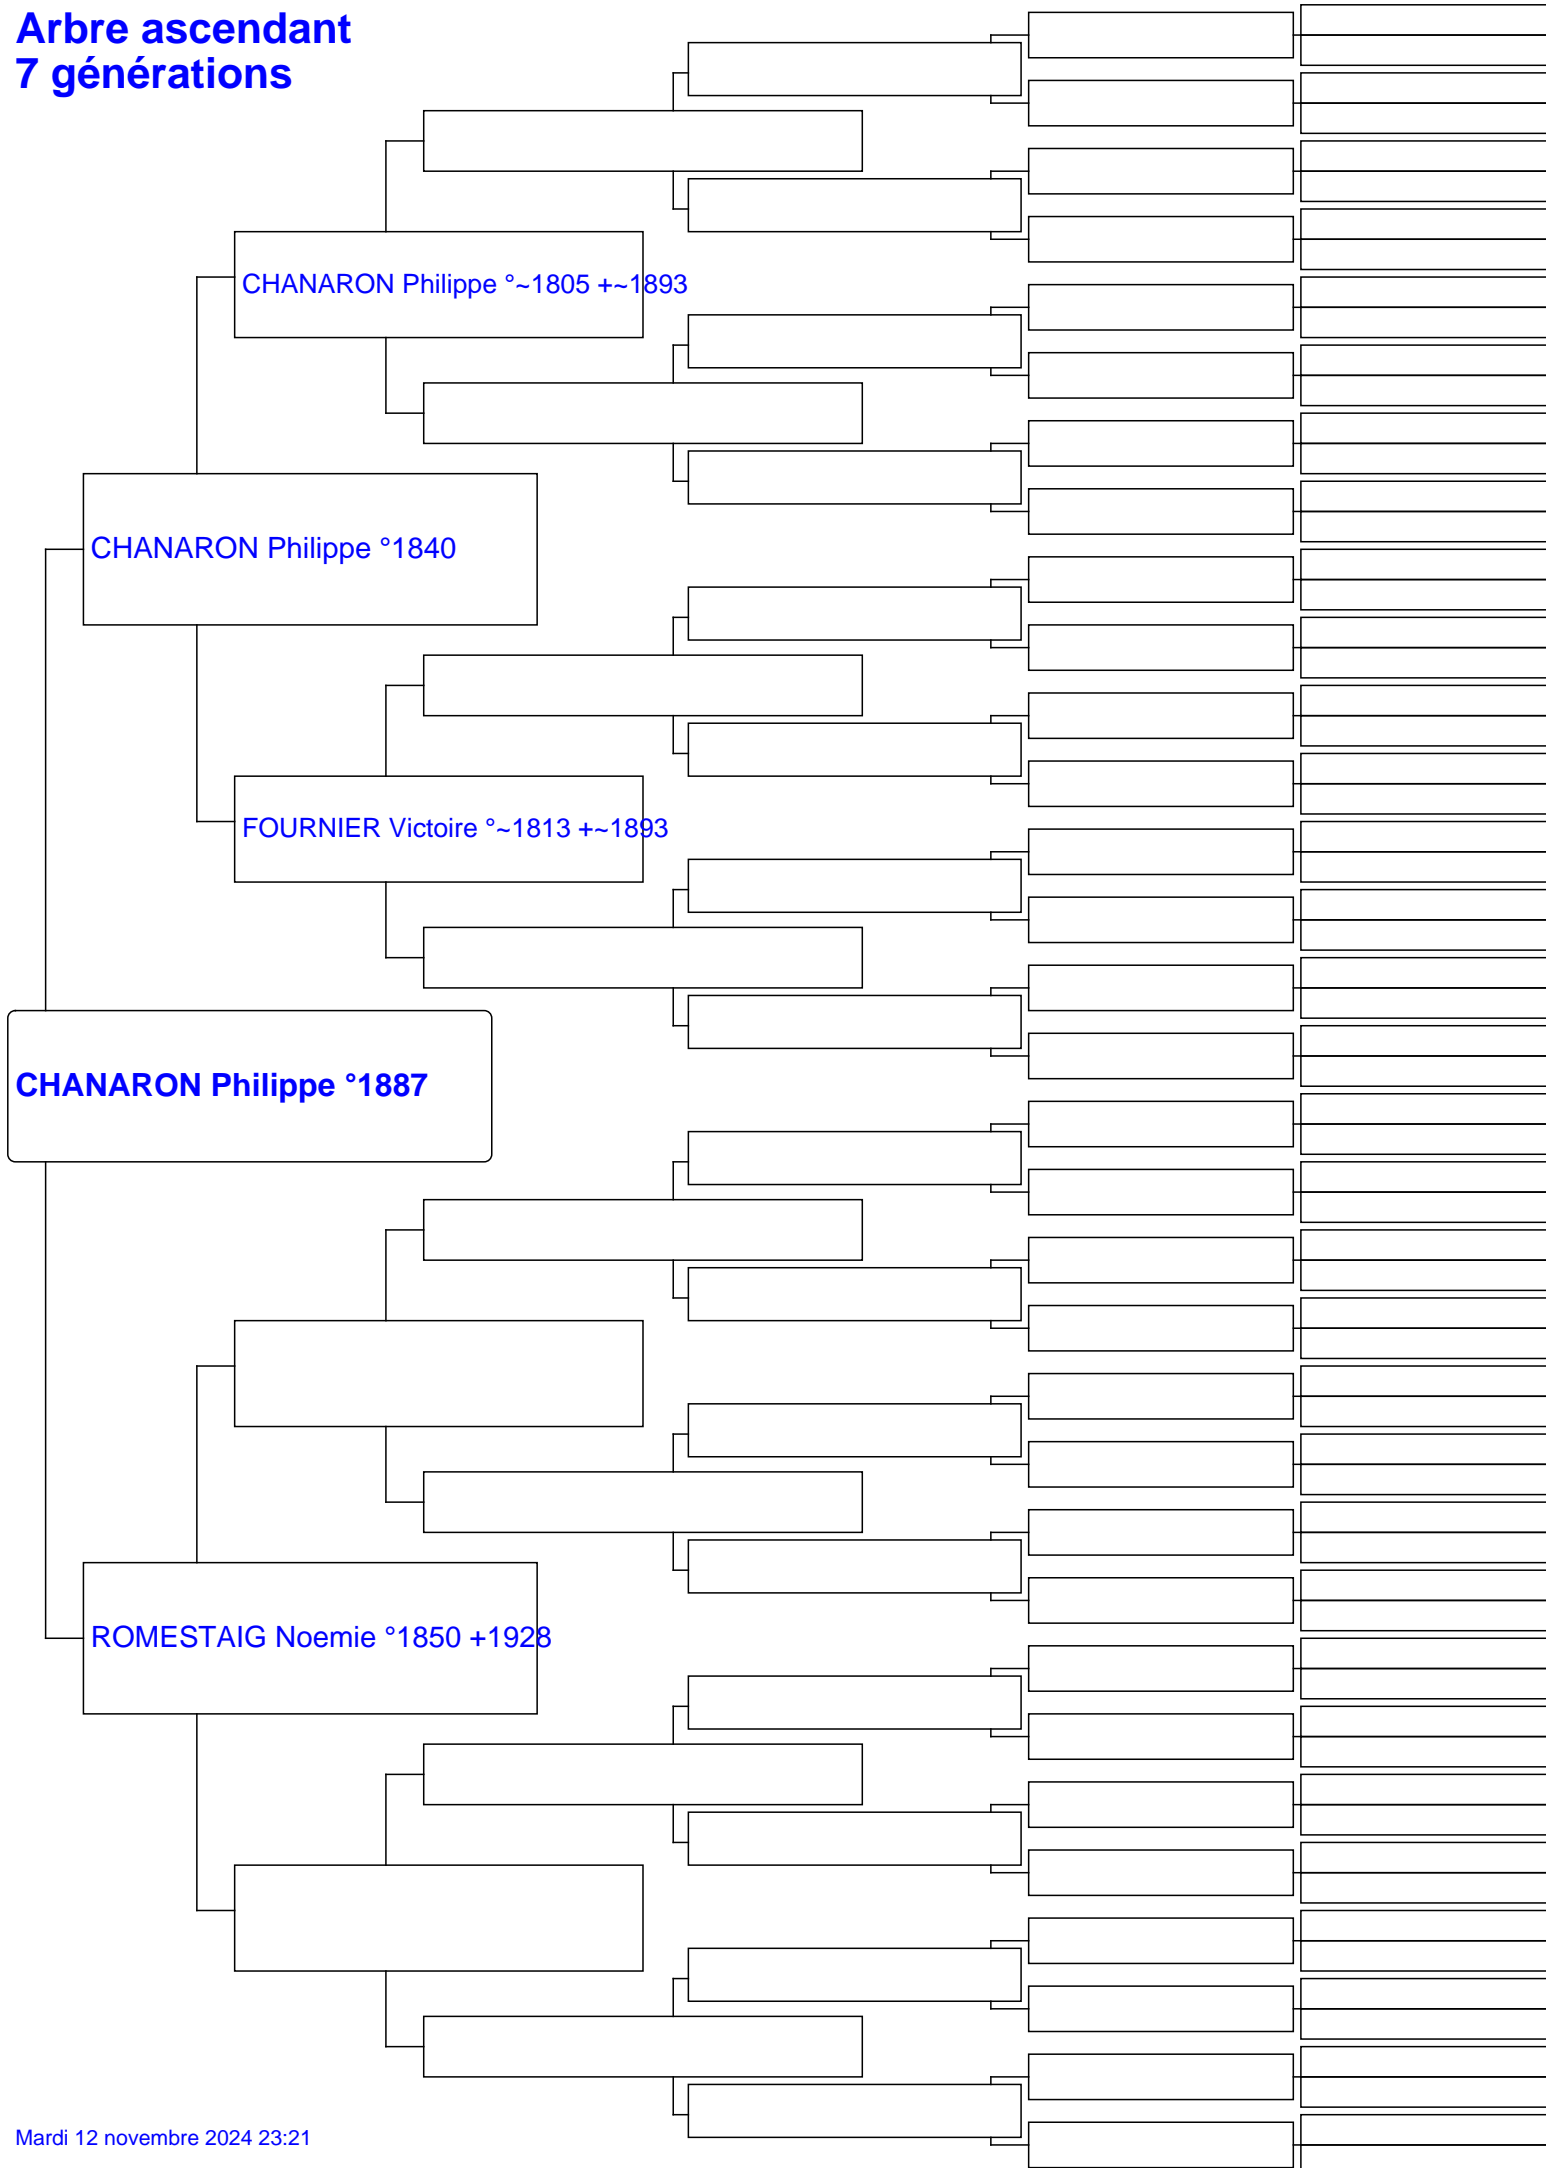 Arbre ascendant
7 générations
CHANARON Philippe °~1805 +~1893
CHANARON Philippe °1840
FOURNIER Victoire °~1813 +~1893
CHANARON Philippe °1887
ROMESTAIG Noemie °1850 +1928
Mardi 12 novembre 2024 23:21